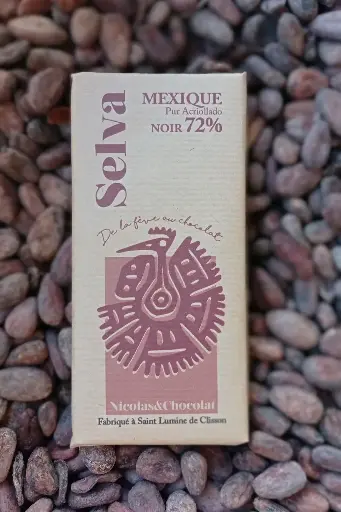 Selva
MEXIQUE
Pur Acriollado
NOIR 72%
De la fève au chocolat
Nicolas&Chocolat
Fabriqué à Saint Lumine de Clisson